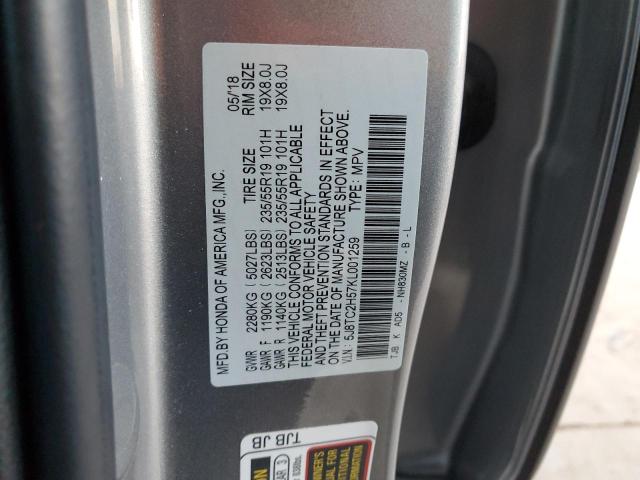 MFD.BY HONDA OF AMERICA MFG.,INC. 05/18
GVWR 2280KG (5027LBS) TIRE SIZE RIM SIZE
GAWR F 1190KG (2623LBS) 235/55R19 101H 19X8.0J
GAWR R 1140KG (2513LBS) 235/55R19 101H 19X8.0J
THIS VEHICLE CONFORMS TO ALL APPLICABLE
FEDERAL MOTOR VEHICLE SAFETY
AND THEFT PREVENTION STANDARDS IN EFFECT
ON THE DATE OF MANUFACTURE SHOWN ABOVE.
V.I.N: 5J8TC2H57KL001259 TYPE: MPV
TJB K AD5 -NH830MZ -B-L
TJB JB